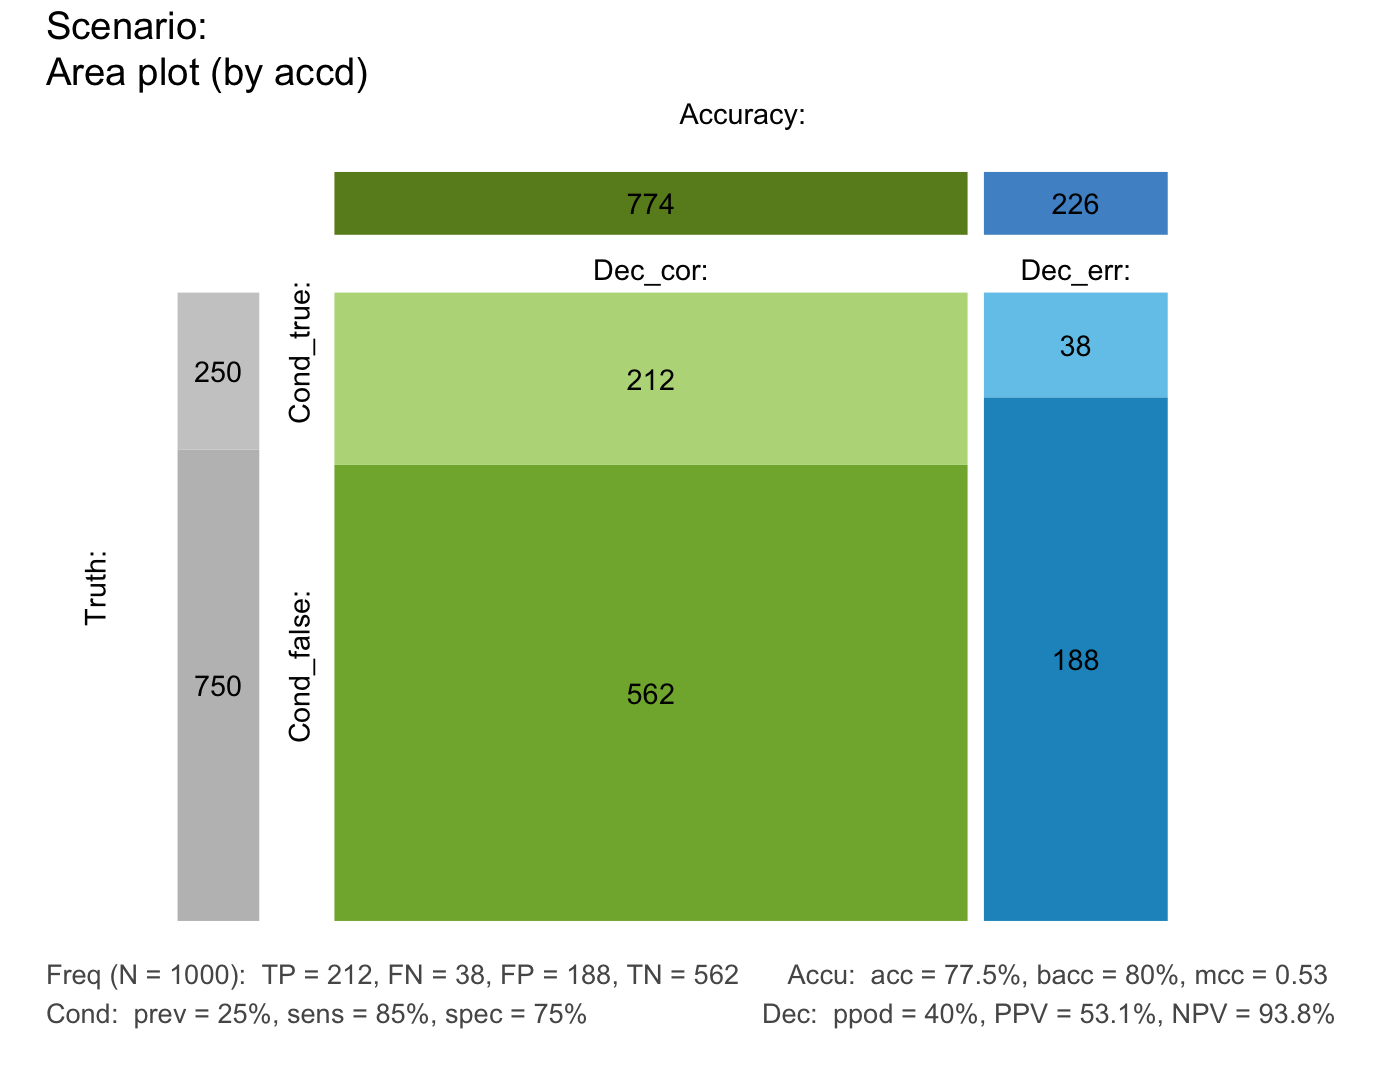 Scenario:
Area plot (by accd)
Accuracy:
774
226
Dec_cor:
Dec_err:
Truth:
250
750
Cond_true:
Cond_false:
212
38
562
188
Freq (N = 1000):  TP = 212, FN = 38, FP = 188, TN = 562
Accu:  acc = 77.5%, bacc = 80%, mcc = 0.53
Cond:  prev = 25%, sens = 85%, spec = 75%
Dec:  ppod = 40%, PPV = 53.1%, NPV = 93.8%